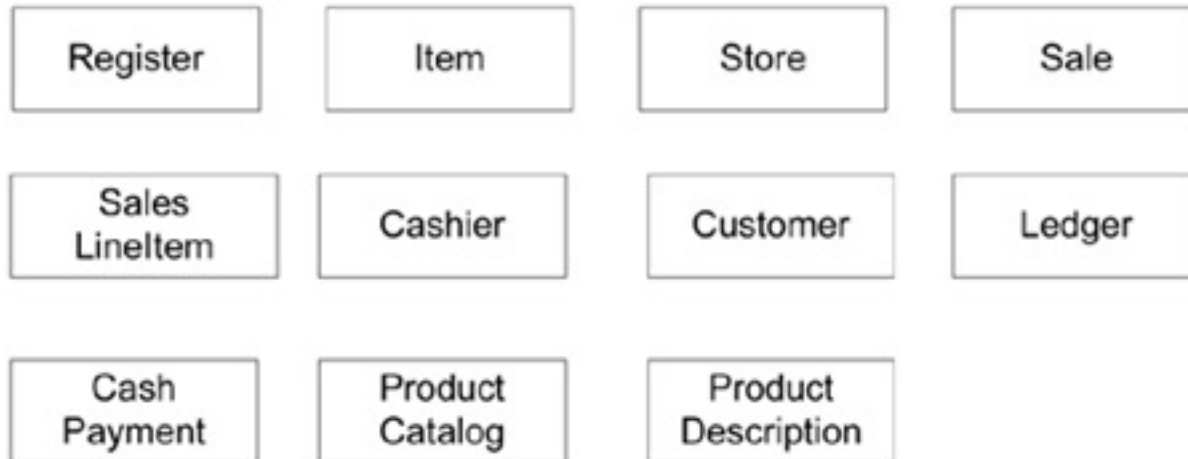 Register
Item
Store
Sale
Sales
LineItem
Cashier
Customer
Ledger
Cash
Payment
Product
Catalog
Product
Description